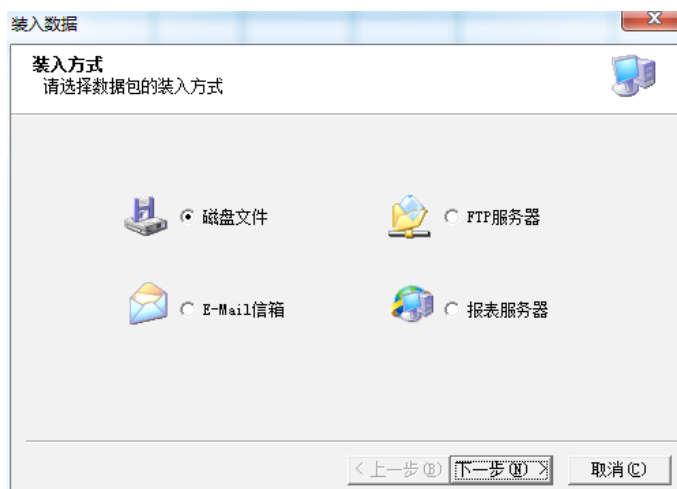 装入数据
装入方式
请选择数据包的装入方式
磁盘文件
FTP服务器
E-Mail信箱
报表服务器
<上一步(B) 下一步(N)> 取消(C)